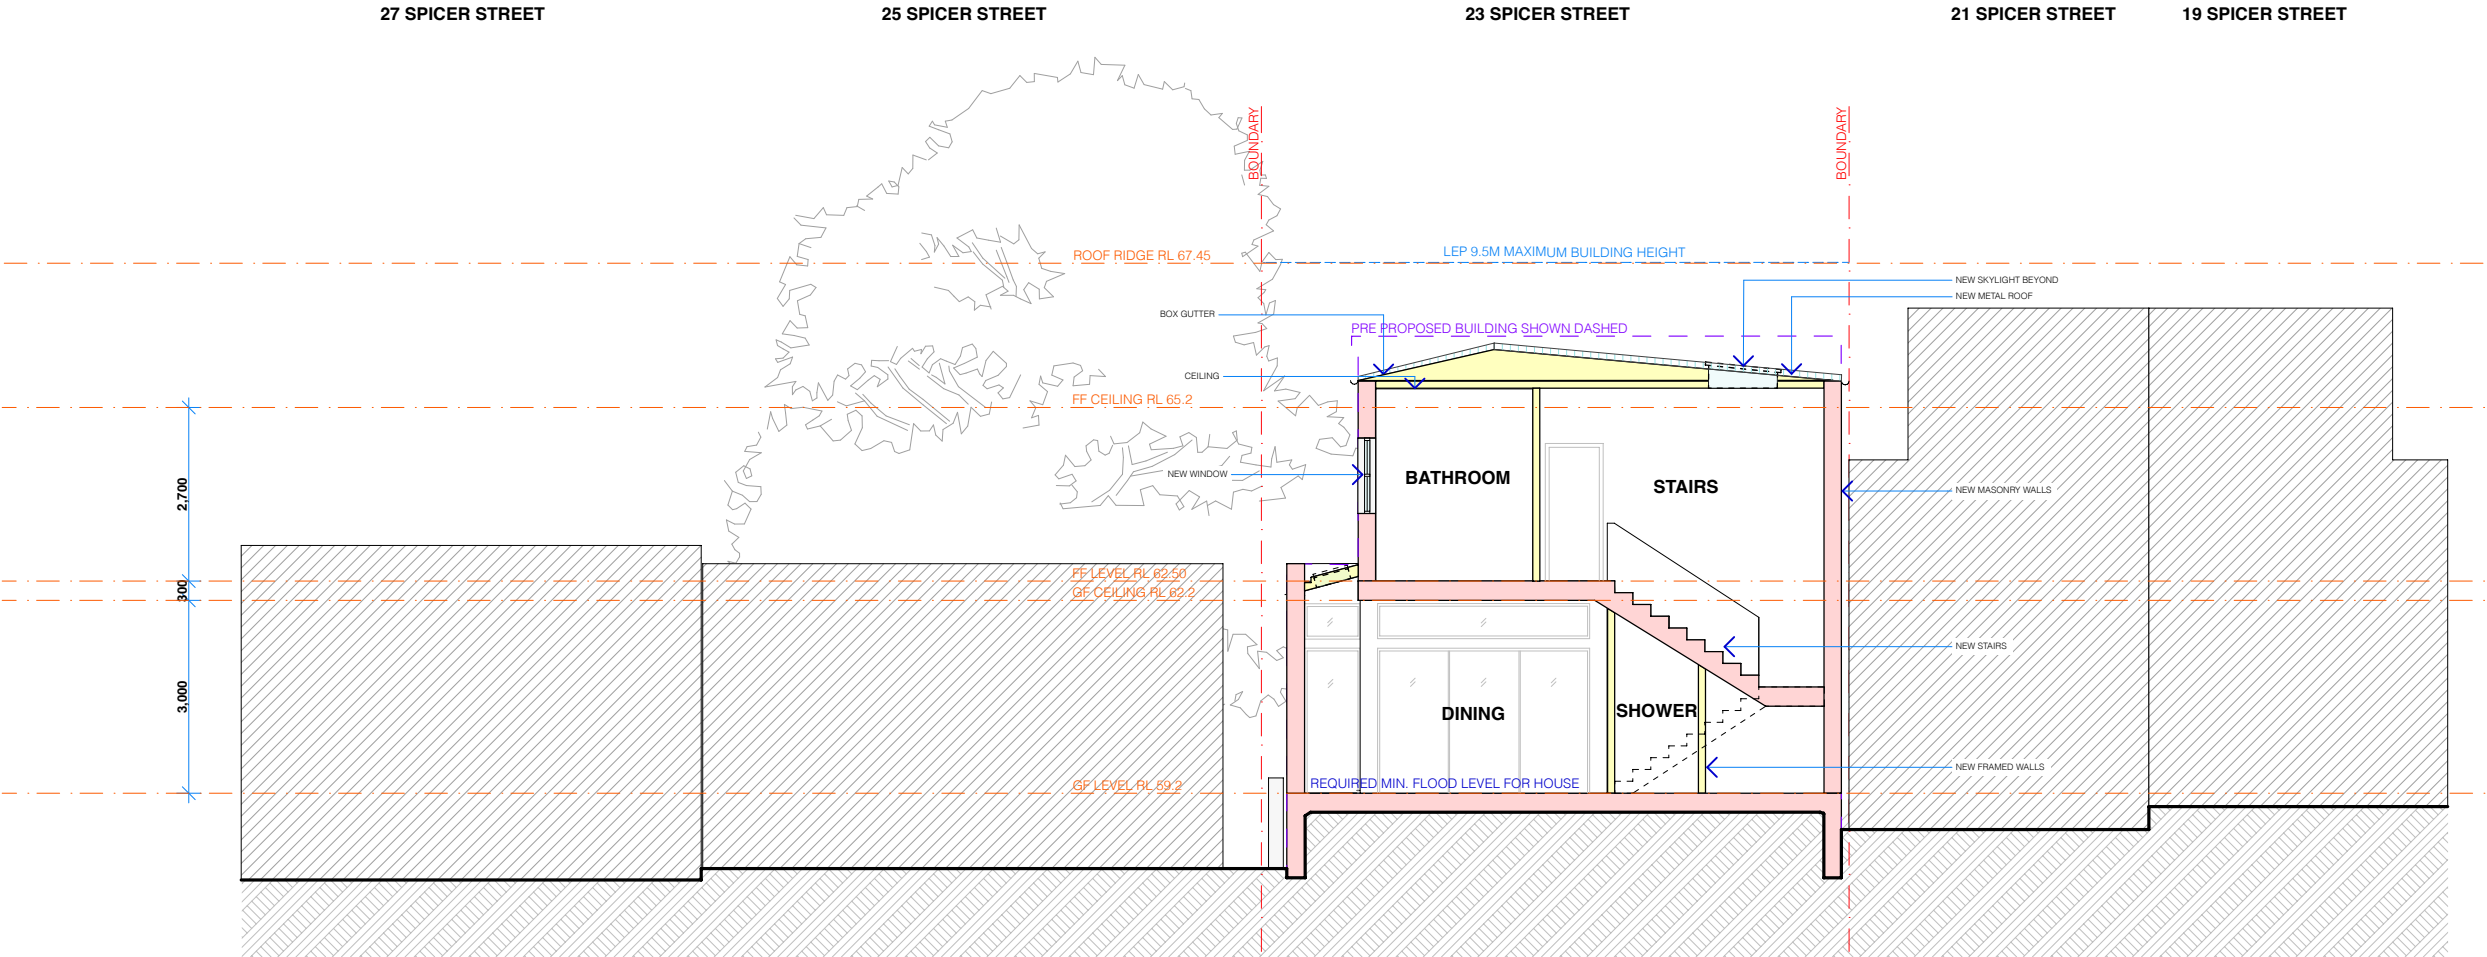 27 SPICER STREET
25 SPICER STREET
23 SPICER STREET
21 SPICER STREET
19 SPICER STREET
BOUNDARY
BOUNDARY
ROOF RIDGE RL 67.45
LEP 9.5M MAXIMUM BUILDING HEIGHT
NEW SKYLIGHT BEYOND
NEW METAL ROOF
BOX GUTTER
PRE PROPOSED BUILDING SHOWN DASHED
CEILING
FF CEILING RL 65.2
NEW WINDOW
BATHROOM
STAIRS
NEW MASONRY WALLS
2,700
FF LEVEL RL 62.50
300
GF CEILING RL 62.2
NEW STAIRS
3,000
DINING
SHOWER
NEW FRAMED WALLS
GF LEVEL RL 59.2
REQUIRED MIN. FLOOD LEVEL FOR HOUSE